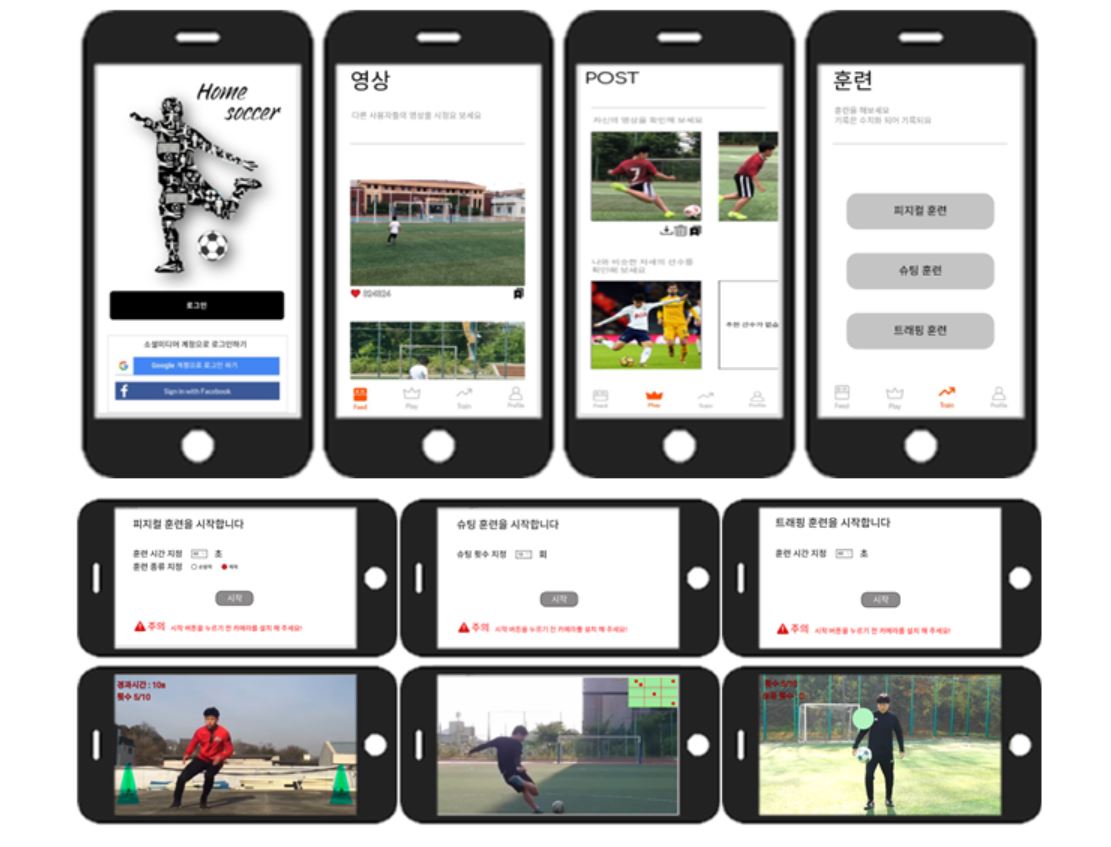 Home
soccer
로그인
소셜미디어 계정으로 로그인하기
Google 계정으로 로그인 하기
Sign in with Facebook
영상
다른 사용자들의 영상을 시청요 보세요
824824
Feed
Play
Train
Profile
POST
자신의 영상을 확인해 보세요
7
나와 비슷한 자세의 선수를
확인해 보세요
추천 선수가 없습
Feed
Play
Train
Profile
훈련
훈련을 해보세요
기록은 수치화 되어 기록되요
피지컬 훈련
슈팅 훈련
트래핑 훈련
Feed
Play
Train
Profile
피지컬 훈련을 시작합니다
훈련 시간 지정 초
훈련 종류 지정
시작
주의 시작 버튼을 누르기 전 카메라를 설치 해 주세요!
슈팅 훈련을 시작합니다
슈팅 횟수 지정 회
시작
주의 시작 버튼을 누르기 전 카메라를 설치 해 주세요!
트래핑 훈련을 시작합니다
훈련 시간 지정 초
시작
주의 시작 버튼을 누르기 전 카메라를 설치 해 주세요!
경과시간 : 10s
횟수 5/10
횟수 5/10